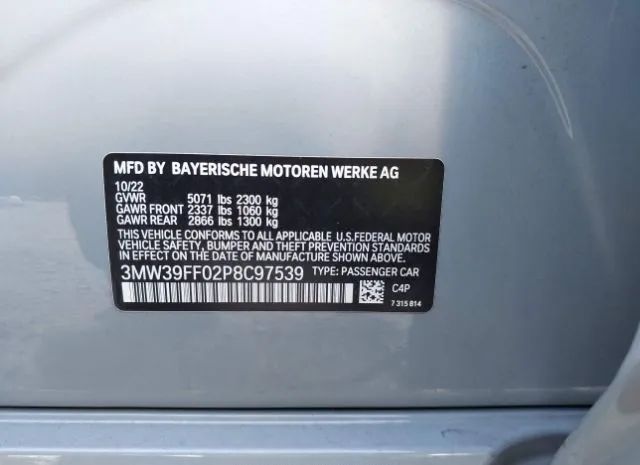 MFD BY BAYERISCHE MOTOREN WERKE AG
10/22
GVWR 5071 lbs 2300 kg
GAWR FRONT 2337 lbs 1060 kg
GAWR REAR 2866 lbs 1300 kg
THIS VEHICLE CONFORMS TO ALL APPLICABLE U.S.FEDERAL MOTOR
VEHICLE SAFETY, BUMPER AND THEFT PREVENTION STANDARDS
IN EFFECT ON THE DATE OF MANUFACTURE SHOWN ABOVE.
3MW39FF02P8C97539 TYPE: PASSENGER CAR
C4P
7 315 814